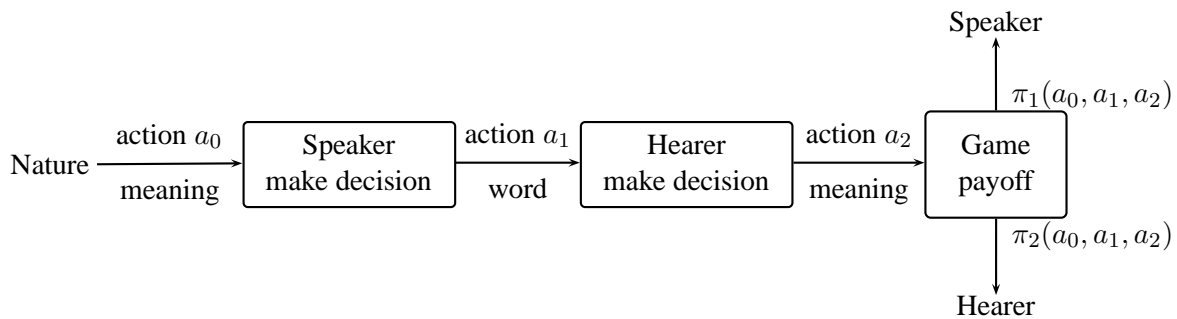 Speaker
π₁(a₀, a₁, a₂)
Nature
action a₀
meaning
Speaker
make decision
action a₁
word
Hearer
make decision
action a₂
meaning
Game
payoff
π₂(a₀, a₁, a₂)
Hearer